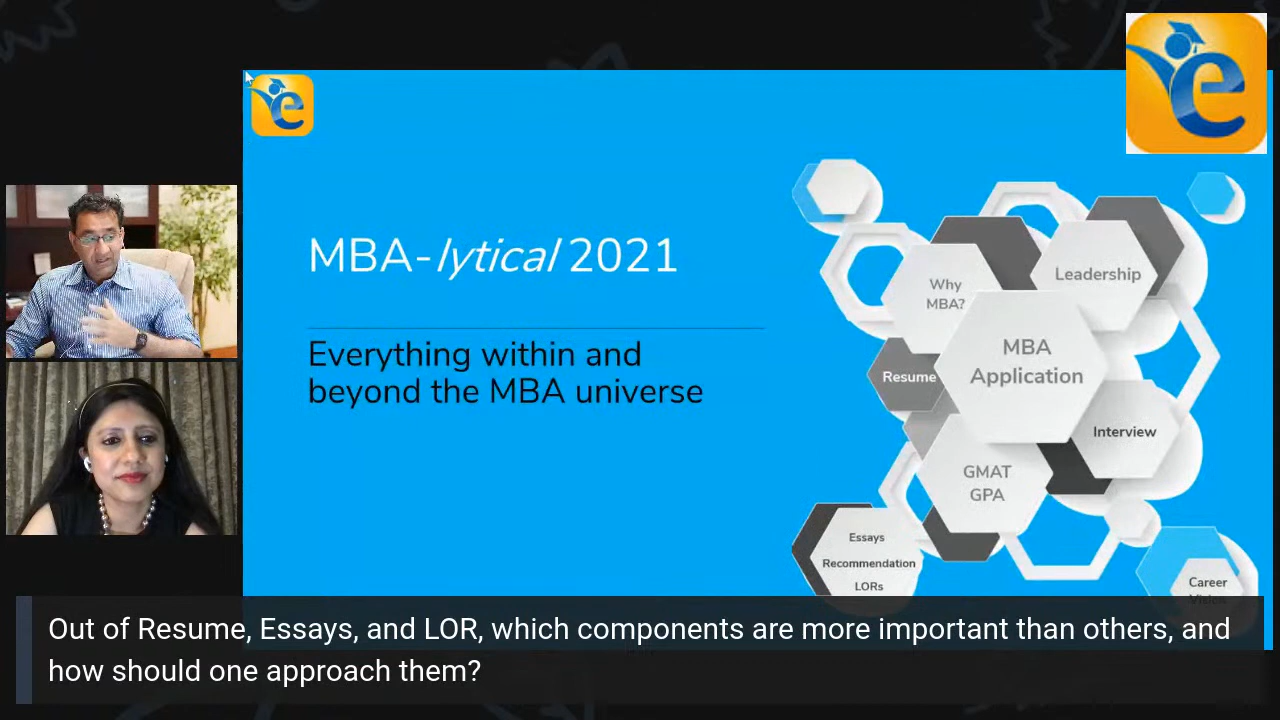 e
e
MBA-lytical 2021
Everything within and
beyond the MBA universe
Why
MBA?
Leadership
MBA
Application
Resume
Interview
GMAT
GPA
Essays
Recommendation
LORs
Career
Vision
Out of Resume, Essays, and LOR, which components are more important than others, and
how should one approach them?